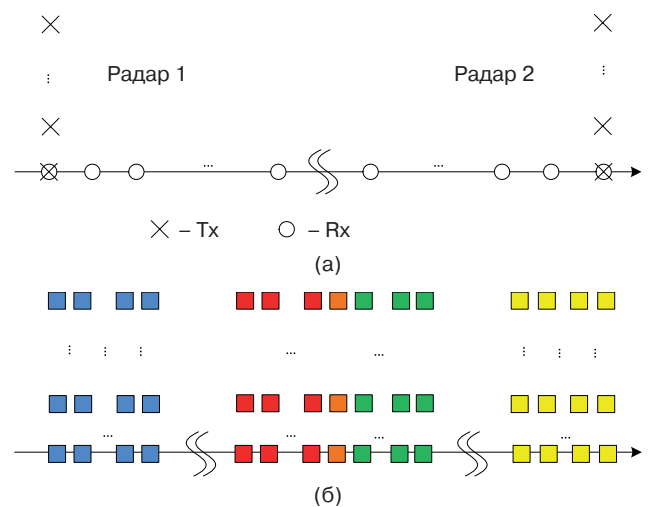 Радар 1
Радар 2
× – Tx ○ – Rx
(а)
(б)